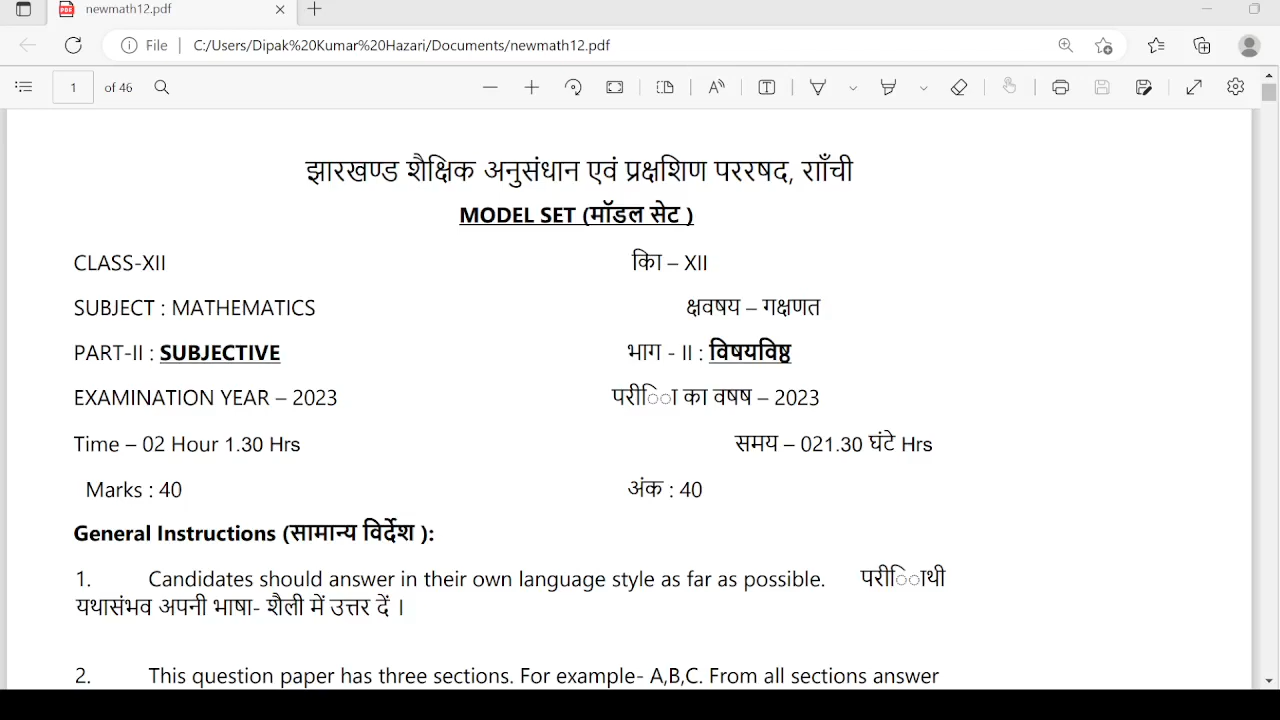 newmath12.pdf
File | C:/Users/Dipak%20Kumar%20Hazari/Documents/newmath12.pdf
1 of 46
झारखण्ड शैक्षिक अनुसंधान एवं प्रक्षशिण पररषद, रााँची
MODEL SET (मॉडल सेट )
CLASS-XII किा – XII
SUBJECT : MATHEMATICS क्षवषय – गक्षणत
PART-II : SUBJECTIVE भाग - II : विषयविष्ठ
EXAMINATION YEAR – 2023 परीिा का वषष – 2023
Time – 02 Hour 1.30 Hrs समय – 021.30 घंटे Hrs
Marks : 40 अंक : 40
General Instructions (सामान्य विर्देश ):
1. Candidates should answer in their own language style as far as possible. परीिाथी
यथासंभव अपनी भाषा- शैली में उत्तर दें ।
2. This question paper has three sections. For example- A,B,C. From all sections answer